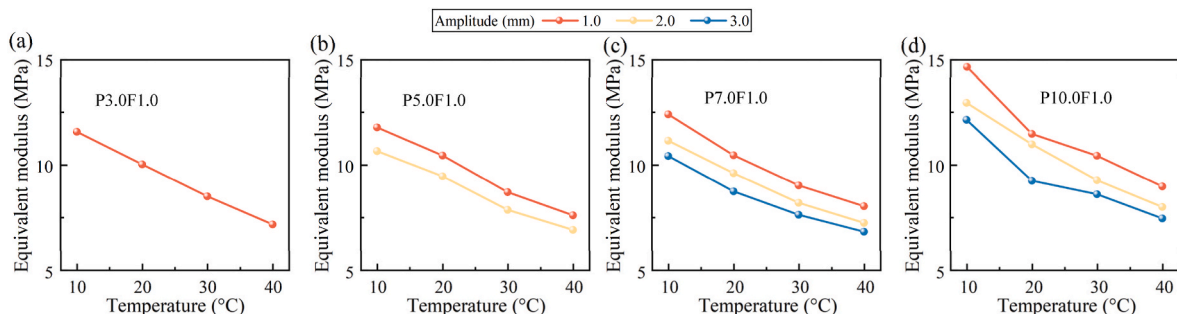 Amplitude (mm) 1.0 2.0 3.0
(a) (b) (c) (d)
Equivalent modulus (MPa)
15
10
5
P3.0F1.0
10 20 30 40
Temperature (°C)
Equivalent modulus (MPa)
15
10
5
P5.0F1.0
10 20 30 40
Temperature (°C)
Equivalent modulus (MPa)
15
10
5
P7.0F1.0
10 20 30 40
Temperature (°C)
Equivalent modulus (MPa)
15
10
5
P10.0F1.0
10 20 30 40
Temperature (°C)